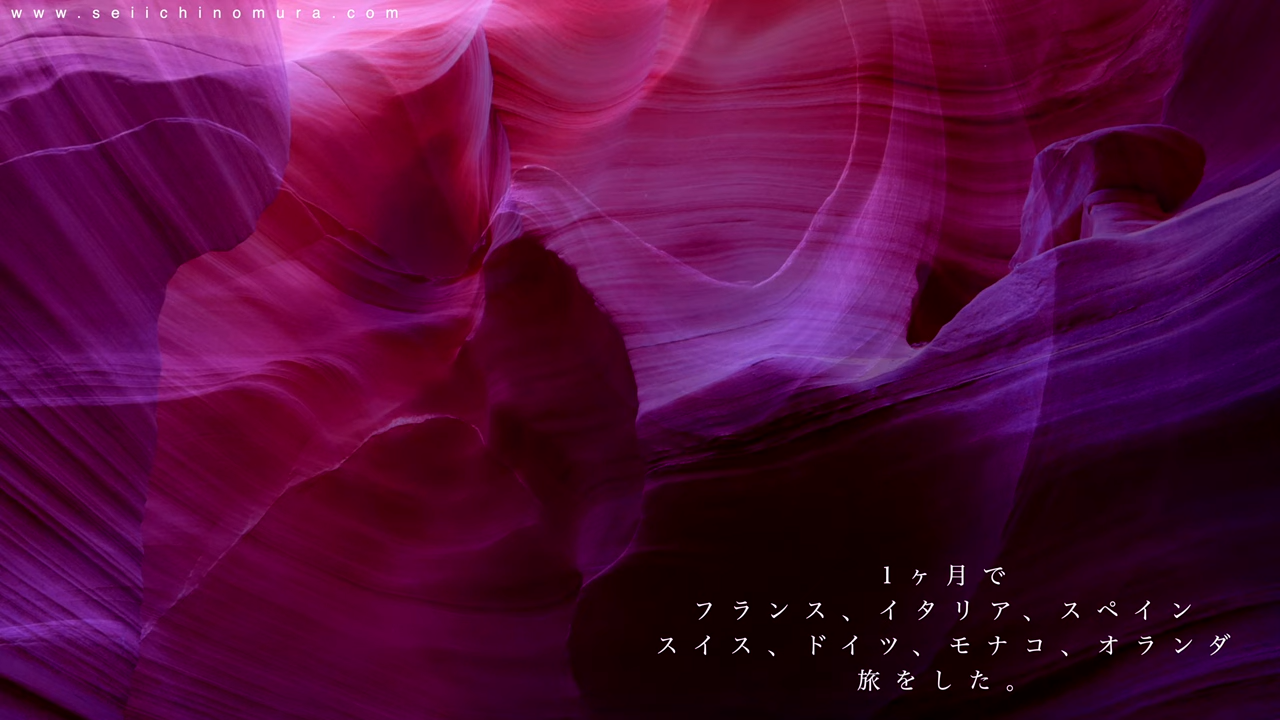 www.seiichinomura.com
1ヶ月で
フランス、イタリア、スペイン
スイス、ドイツ、モナコ、オランダ
旅をした。